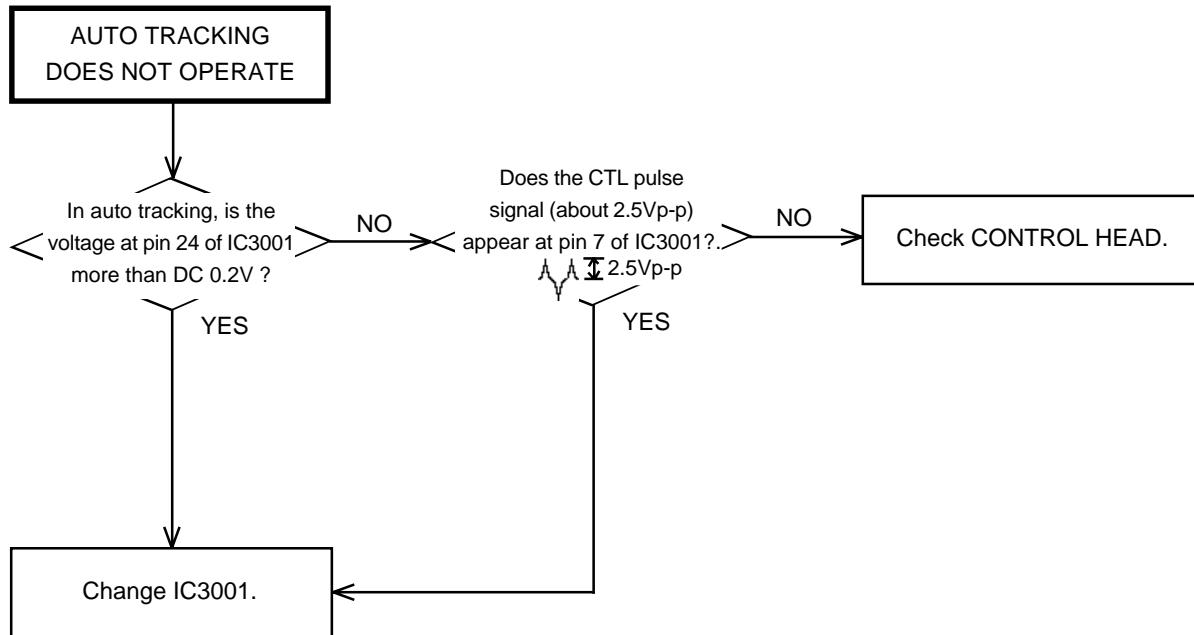 AUTO TRACKING
DOES NOT OPERATE
In auto tracking, is the
voltage at pin 24 of IC3001
more than DC 0.2V ?
NO
YES
Does the CTL pulse
signal (about 2.5Vp-p)
appear at pin 7 of IC3001?.
2.5Vp-p
NO
YES
Check CONTROL HEAD.
Change IC3001.